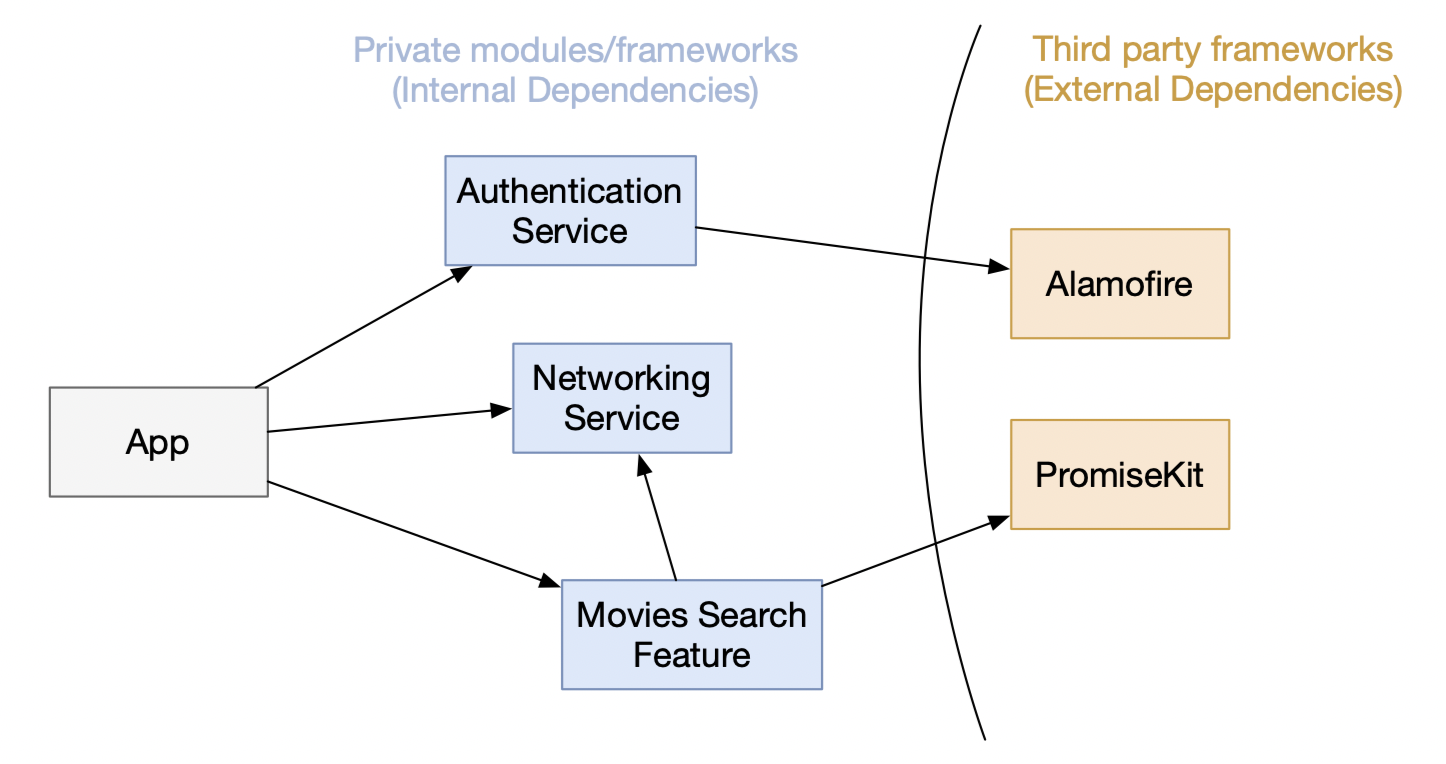 Private modules/frameworks
(Internal Dependencies)
Third party frameworks
(External Dependencies)
Authentication
Service
Alamofire
Networking
Service
App
PromiseKit
Movies Search
Feature